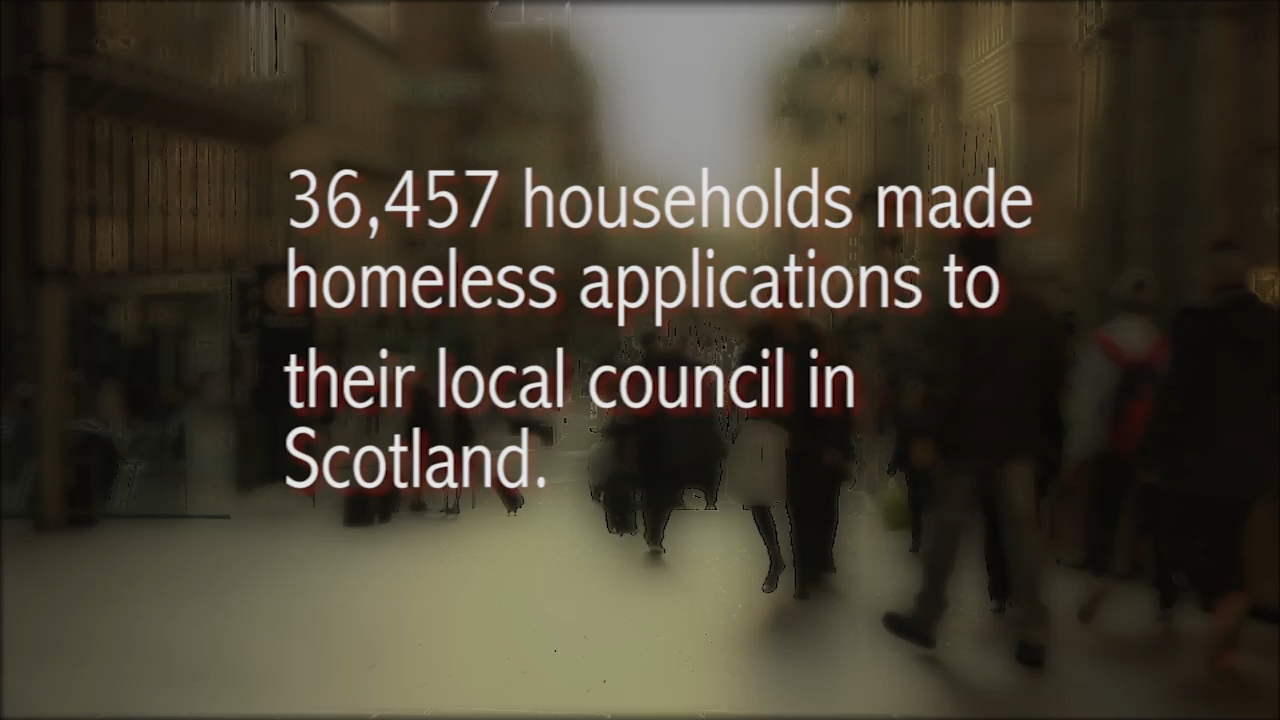 36,457 households made
homeless applications to
their local council in
Scotland.